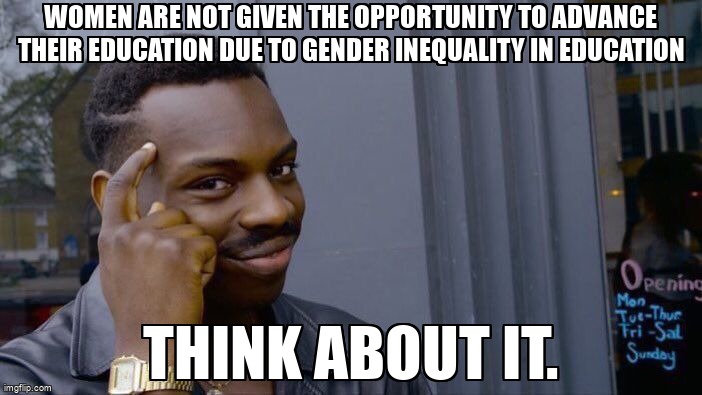 WOMEN ARE NOT GIVEN THE OPPORTUNITY TO ADVANCE
THEIR EDUCATION DUE TO GENDER INEQUALITY IN EDUCATION
Opening
Mon
Tue-Thur
Fri-Sat
Sunday
THINK ABOUT IT.
imgflip.com